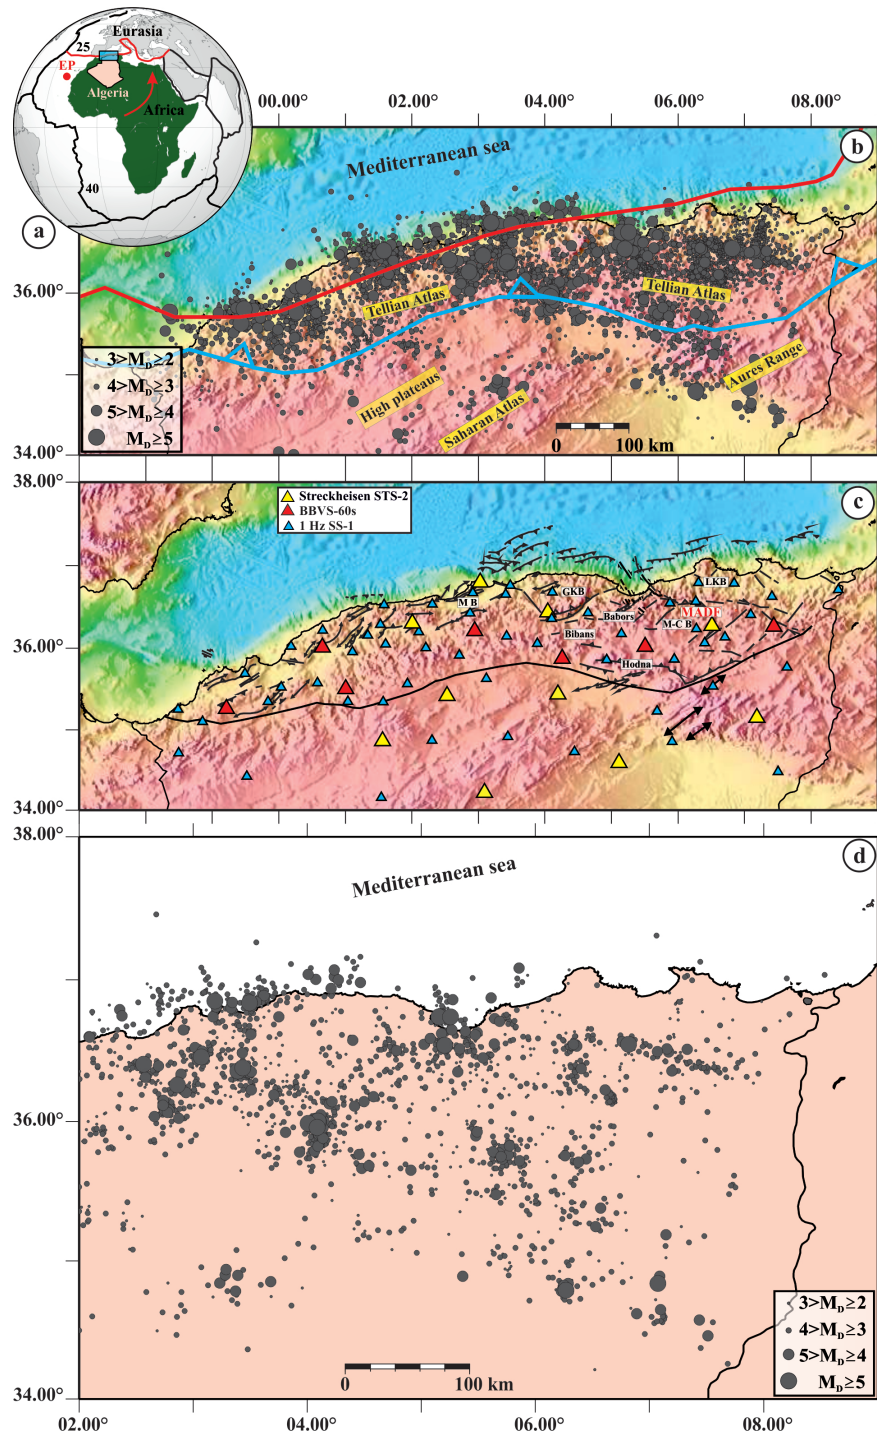 Eurasia
25
EP
Algeria
Africa
40
a
00.00° 02.00° 04.00° 06.00° 08.00°
b
Mediterranean sea
36.00°
Tellian Atlas
Tellian Atlas
High plateaus
Saharan Atlas
Aures Range
3>MD≥2
4>MD≥3
5>MD≥4
MD≥5
0 100 km
34.00°
38.00°
c
Streckheisen STS-2
BBVS-60s
1 Hz SS-1
M B
GKB
LKB
MADF
Babors
M-C B
Bibans
Hodna
36.00°
34.00°
38.00°
d
Mediterranean sea
36.00°
3>MD≥2
4>MD≥3
5>MD≥4
MD≥5
0 100 km
34.00°
02.00° 04.00° 06.00° 08.00°